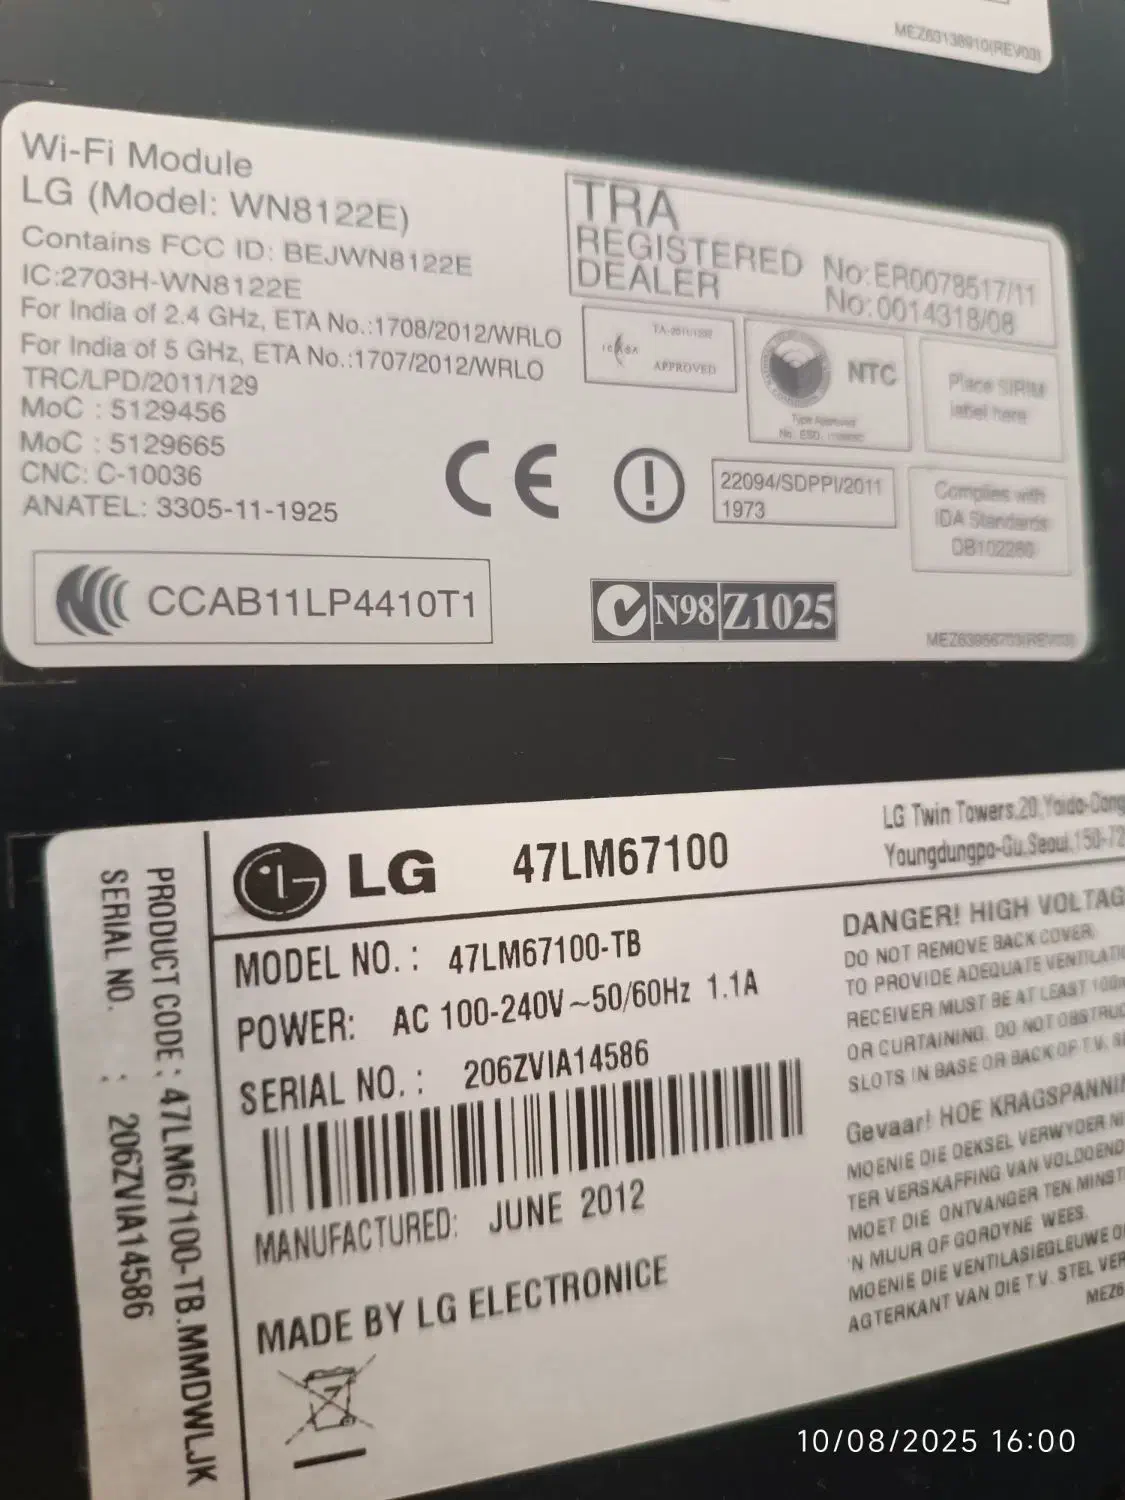 MEZ63138910(REV03)
Wi-Fi Module
LG (Model: WN8122E)
Contains FCC ID: BEJWN8122E
IC:2703H-WN8122E
For India of 2.4 GHz, ETA No.:1708/2012/WRLO
For India of 5 GHz, ETA No.:1707/2012/WRLO
TRC/LPD/2011/129
MoC : 5129456
MoC : 5129665
CNC: C-10036
ANATEL: 3305-11-1925
CCAB11LP4410T1
TRA
REGISTERED
DEALER
No:ER0078517/11
No:0014318/08
ICASA
APPROVED
NTC
Type Approved
Place SIRIM
label here
CE
22094/SDPPI/2011
1973
Complies with
IDA Standards
DB102280
N98 Z1025
PRODUCT CODE : 47LM67100-TB.MMDWLJK
SERIAL NO. : 206ZVIA14586
LG 47LM67100
LG Twin Towers,20,Yoido-Dong
Youngdungpo-Gu,Seoul,150-72
MODEL NO. : 47LM67100-TB
POWER: AC 100-240V~50/60Hz 1.1A
SERIAL NO. : 206ZVIA14586
MANUFACTURED: JUNE 2012
MADE BY LG ELECTRONICE
DANGER! HIGH VOLTAG
DO NOT REMOVE BACK COVER.
TO PROVIDE ADEQUATE VENTILATI
RECEIVER MUST BE AT LEAST 100
OR CURTAINING. DO NOT OBSTRUC
SLOTS IN BASE OR BACK OF T.V.
Gevaar! HOE KRAGSPANNIN
MOENIE DIE DEKSEL VERWYDER NI
TER VERSKAFFING VAN VOLDOEND
MOET DIE ONTVANGER TEN MINST
'N MUUR OF GORDYNE WEES.
MOENIE DIE VENTILASIEGLEUWE O
AGTERKANT VAN DIE T.V. STEL VER
MEZ6
10/08/2025 16:00